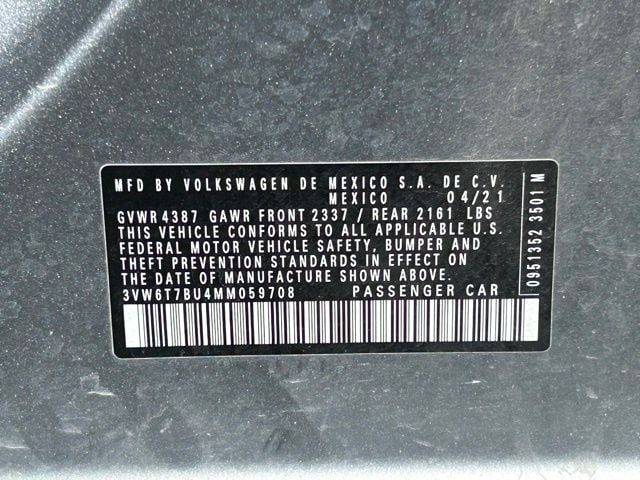 MFD BY VOLKSWAGEN DE MEXICO S.A. DE C.V.
MEXICO 04/21
GVWR 4387 GAWR FRONT 2337 / REAR 2161 LBS
THIS VEHICLE CONFORMS TO ALL APPLICABLE U.S.
FEDERAL MOTOR VEHICLE SAFETY, BUMPER AND
THEFT PREVENTION STANDARDS IN EFFECT ON
THE DATE OF MANUFACTURE SHOWN ABOVE.
3VW6T7BU4MM059708 PASSENGER CAR
0951352 3501 M